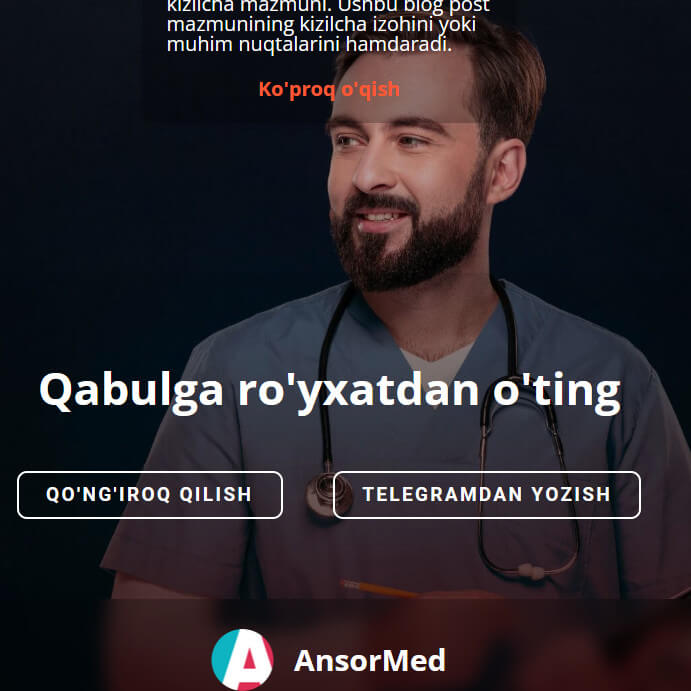 kizilcha mazmuni. Ushbu blog post
mazmunining kizilcha izohini yoki
muhim nuqtalarini hamdaradi.
Ko'proq o'qish
Qabulga ro'yxatdan o'ting
QO'NG'IROQ QILISH
TELEGRAMDAN YOZISH
AnsorMed